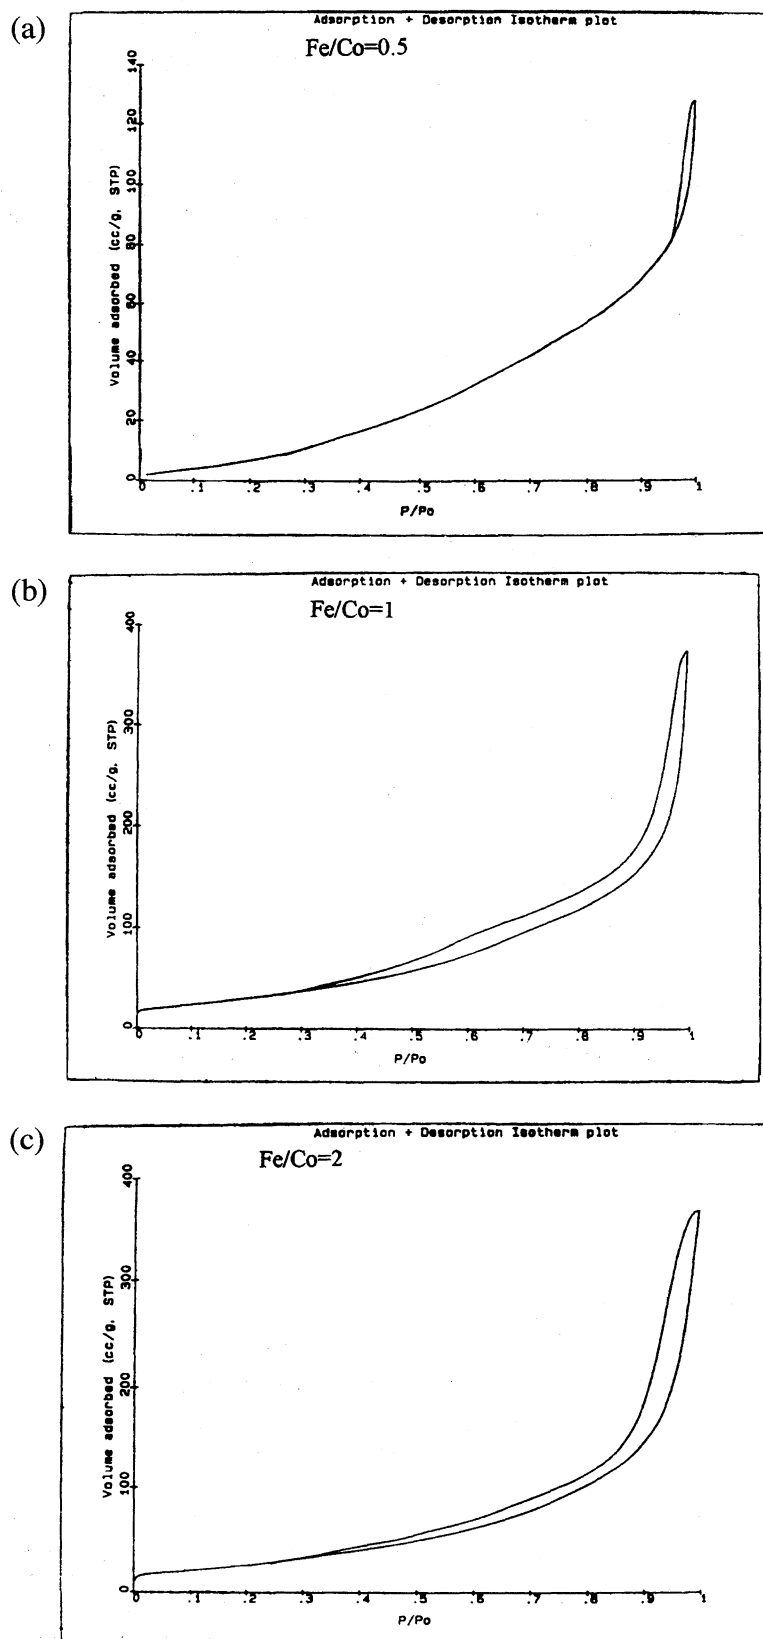 (a)
Adsorption + Desorption Isotherm plot
Fe/Co=0.5
Volume adsorbed (cc/g, STP)
140
120
100
80
60
40
20
0
0 .1 .2 .3 .4 .5 .6 .7 .8 .9 1
P/Po
(b)
Adsorption + Desorption Isotherm plot
Fe/Co=1
Volume adsorbed (cc/g, STP)
400
300
200
100
0
0 .1 .2 .3 .4 .5 .6 .7 .8 .9 1
P/Po
(c)
Adsorption + Desorption Isotherm plot
Fe/Co=2
Volume adsorbed (cc/g, STP)
400
300
200
100
0
0 .1 .2 .3 .4 .5 .6 .7 .8 .9 1
P/Po